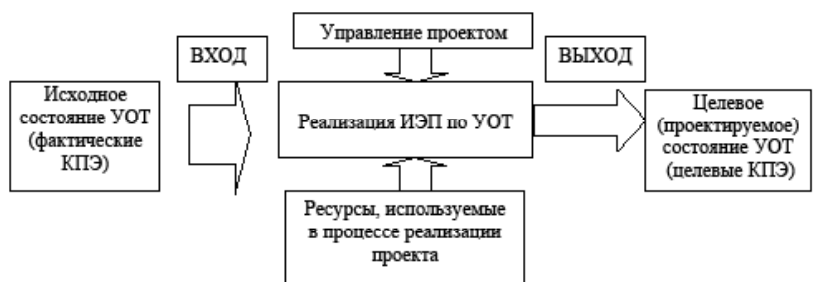 Управление проектом
ВХОД
ВЫХОД
Исходное
состояние УОТ
(фактические
КПЭ)
Реализация ИЭП по УОТ
Целевое
(проектируемое)
состояние УОТ
(целевые КПЭ)
Ресурсы, используемые
в процессе реализации
проекта